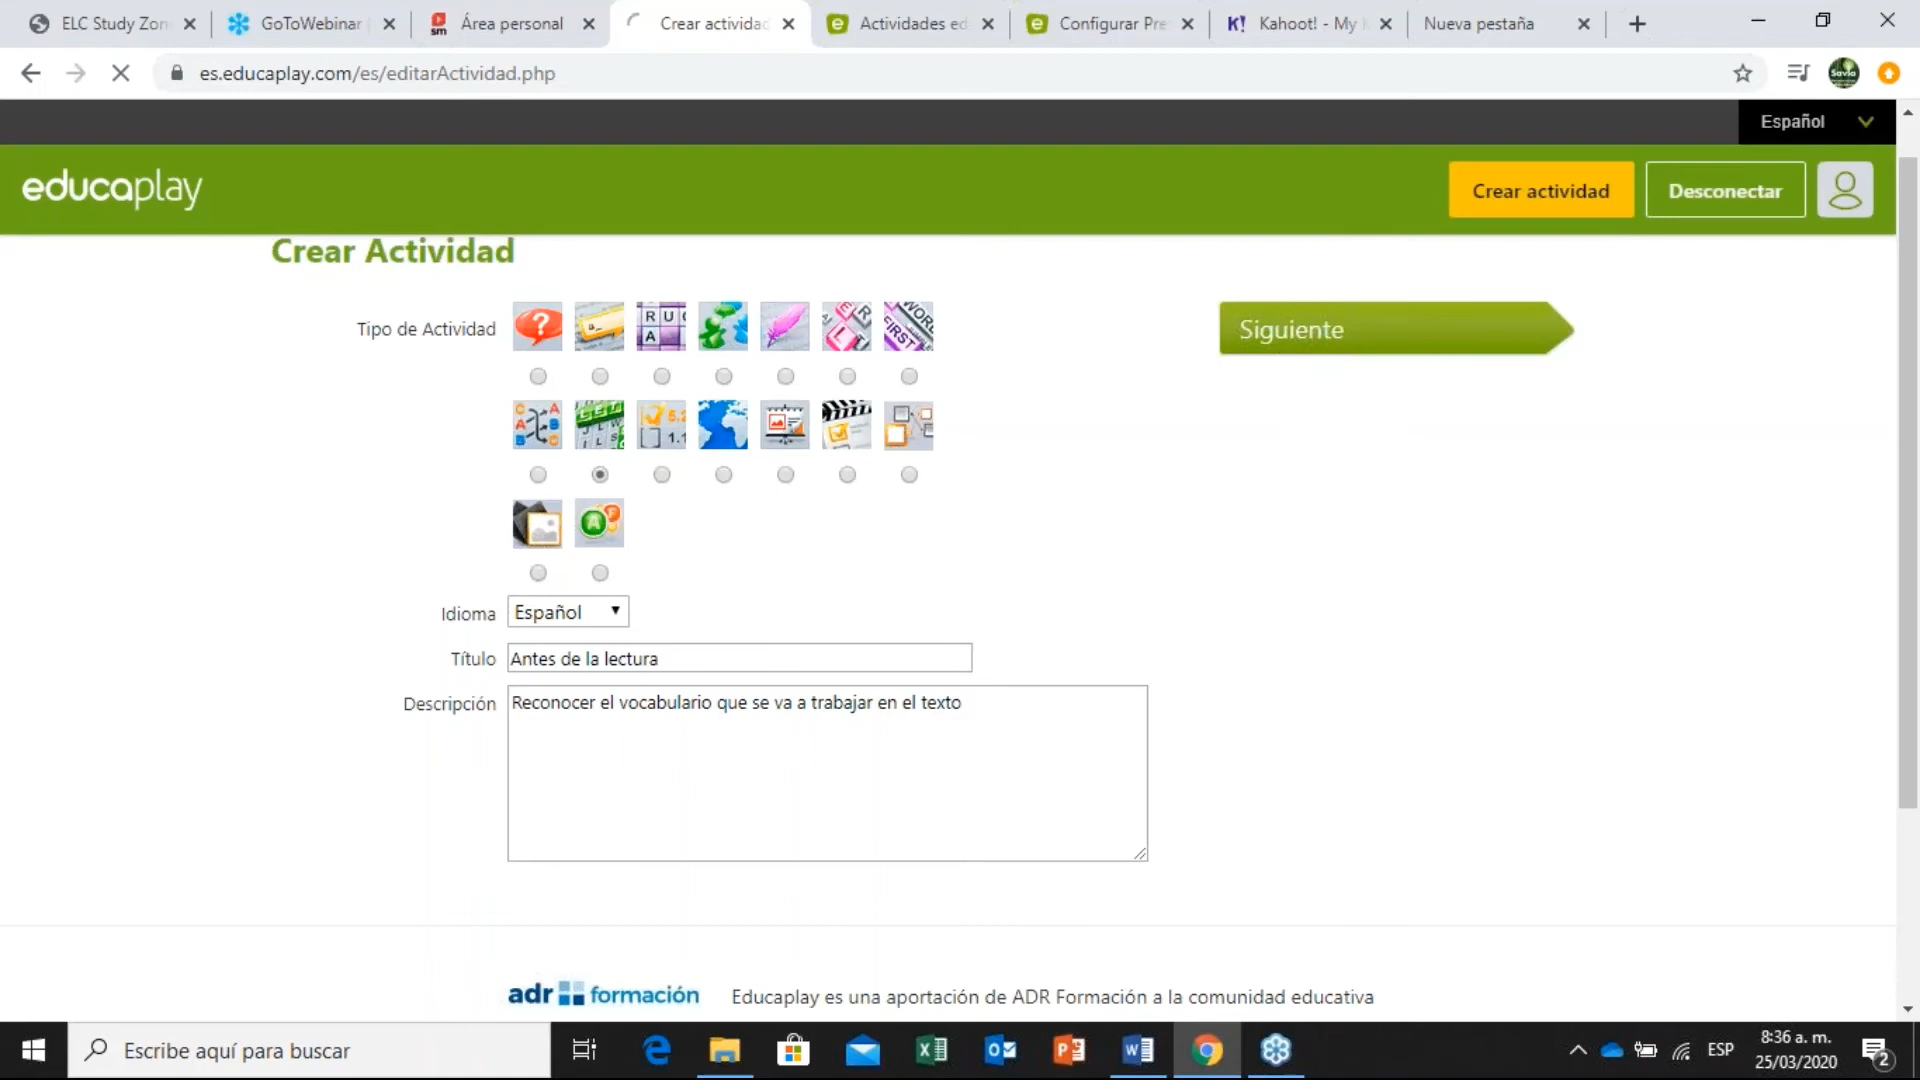 ELC Study Zon
GoToWebinar
Área personal
Crear actividad
Actividades ed
Configurar Pre
Kahoot! - My
Nueva pestaña
es.educaplay.com/es/editarActividad.php
Español
educaplay
Crear actividad
Desconectar
Crear Actividad
Tipo de Actividad
Siguiente
Idioma
Español
Título
Antes de la lectura
Descripción
Reconocer el vocabulario que se va a trabajar en el texto
adr formación
Educaplay es una aportación de ADR Formación a la comunidad educativa
Escribe aquí para buscar
ESP
8:36 a. m.
25/03/2020
2